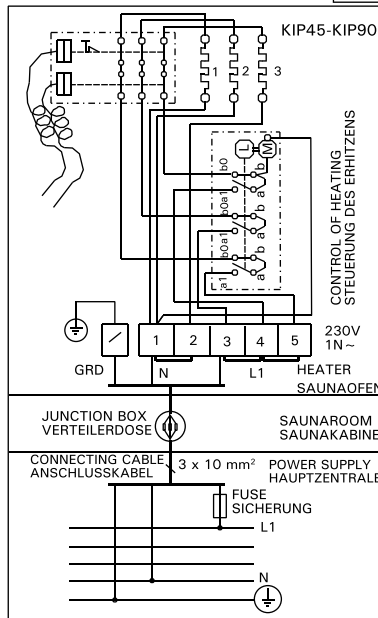 KIP45-KIP90
T
1 2 3
L M
b0 b
a1 a
b0 b
a1 a
b0 b
a1 a
CONTROL OF HEATING
STEUERUNG DES ERHITZENS
1 2 3 4 5
230V
1N~
GRD N L1 HEATER
SAUNAOFEN
JUNCTION BOX
VERTEILERDOSE
SAUNAROOM
SAUNAKABINE
CONNECTING CABLE
ANSCHLUSSKABEL
3 x 10 mm²
POWER SUPPLY
HAUPTZENTRALE
FUSE
SICHERUNG
L1
N